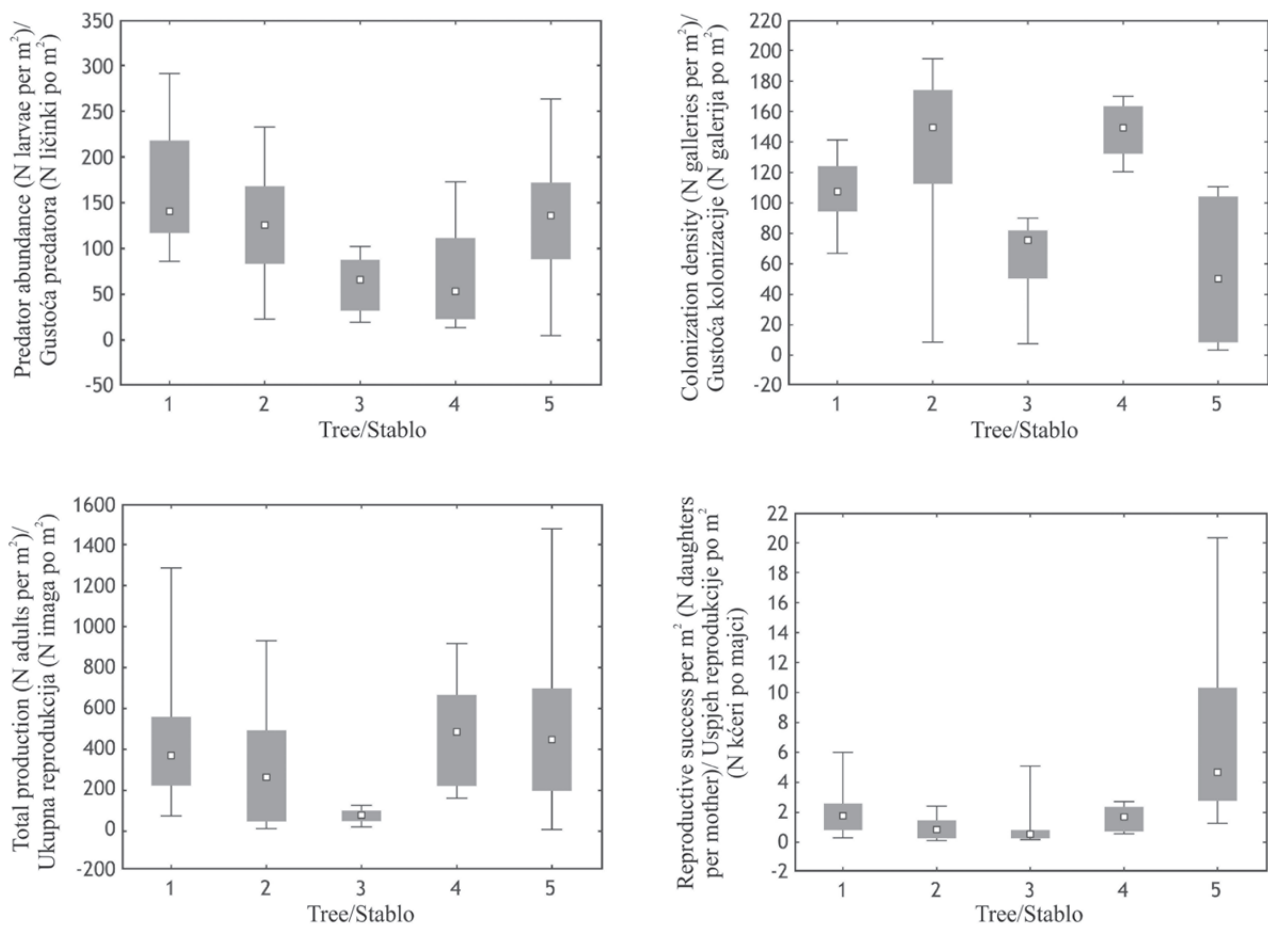 Predator abundance (N larvae per m²)/
Gustoća predatora (N ličinki po m²)
350
300
250
200
150
100
50
0
-50
1 2 3 4 5
Tree/Stablo
Colonization density (N galleries per m²)/
Gustoća kolonizacije (N galerija po m²)
220
200
180
160
140
120
100
80
60
40
20
0
-20
1 2 3 4 5
Tree/Stablo
Total production (N adults per m²)/
Ukupna reprodukcija (N imaga po m²)
1600
1400
1200
1000
800
600
400
200
0
-200
1 2 3 4 5
Tree/Stablo
Reproductive success per m² (N daughters
per mother)/ Uspjeh reprodukcije po m²
(N kćeri po majci)
22
20
18
16
14
12
10
8
6
4
2
0
-2
1 2 3 4 5
Tree/Stablo